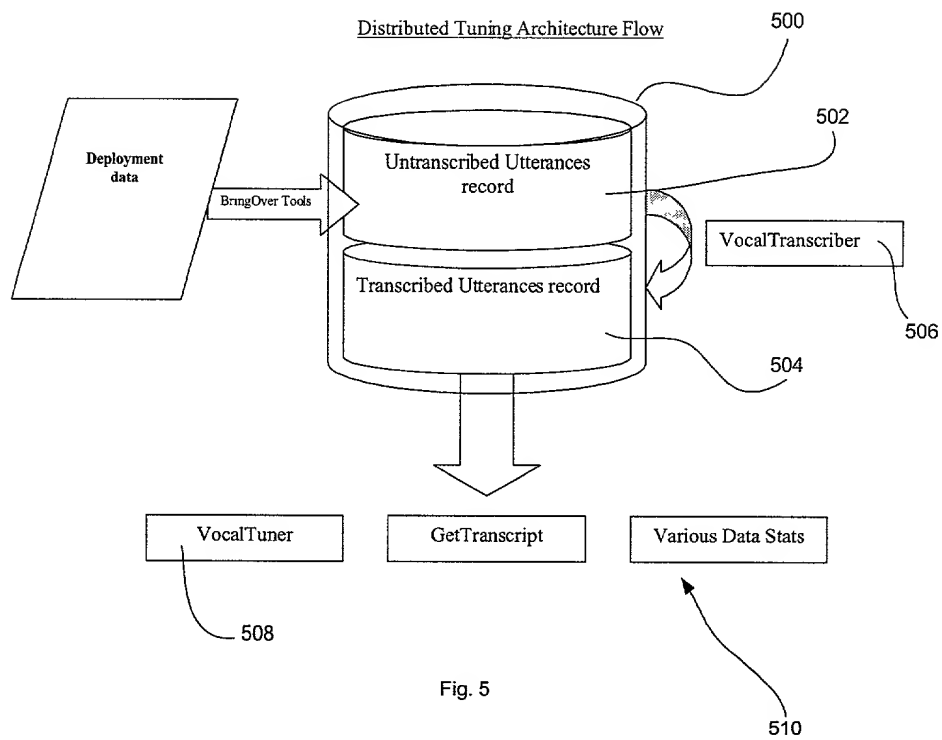 Distributed Tuning Architecture Flow
500
502
Deployment
data
Untranscribed Utterances
record
BringOver Tools
VocalTranscriber
Transcribed Utterances record
506
504
VocalTuner
GetTranscript
Various Data Stats
508
Fig. 5
510